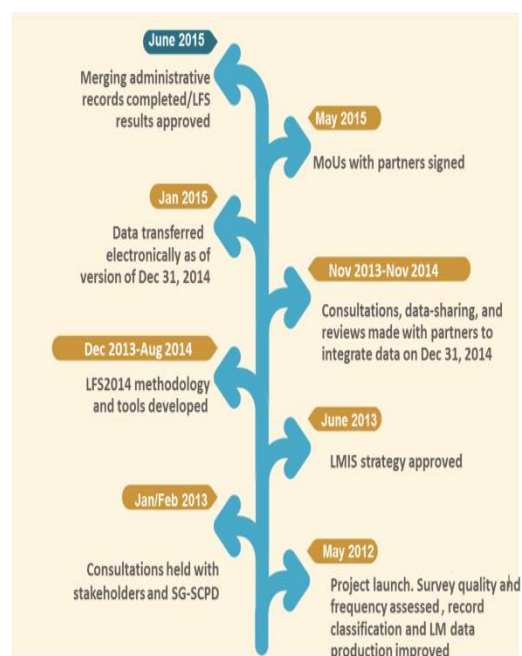 June 2015
Merging administrative
records completed/LFS
results approved
May 2015
MoUs with partners signed
Jan 2015
Data transferred
electronically as of
version of Dec 31, 2014
Nov 2013-Nov 2014
Consultations, data-sharing, and
reviews made with partners to
integrate data on Dec 31, 2014
Dec 2013-Aug 2014
LFS2014 methodology
and tools developed
June 2013
LMIS strategy approved
Jan/Feb 2013
Consultations held with
stakeholders and SG-SCPD
May 2012
Project launch. Survey quality and
frequency assessed , record
classification and LM data
production improved